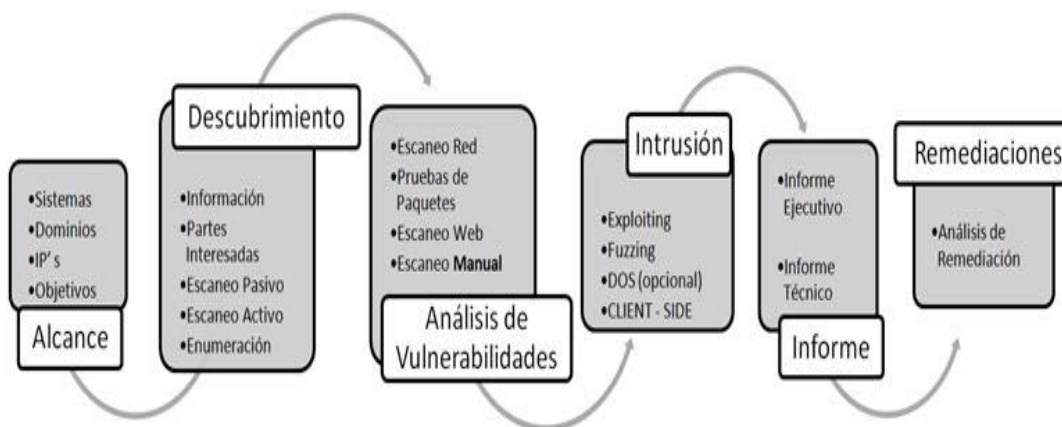 •Sistemas
•Dominios
•IP' s
•Objetivos
Alcance
Descubrimiento
•Información
•Partes
Interesadas
•Escaneo Pasivo
•Escaneo Activo
•Enumeración
•Escaneo Red
•Pruebas de
Paquetes
•Escaneo Web
•Escaneo Manual
Análisis de
Vulnerabilidades
Intrusión
•Exploiting
•Fuzzing
•DOS (opcional)
•CLIENT - SIDE
•Informe
Ejecutivo
•Informe
Técnico
Informe
Remediaciones
•Análisis de
Remediación